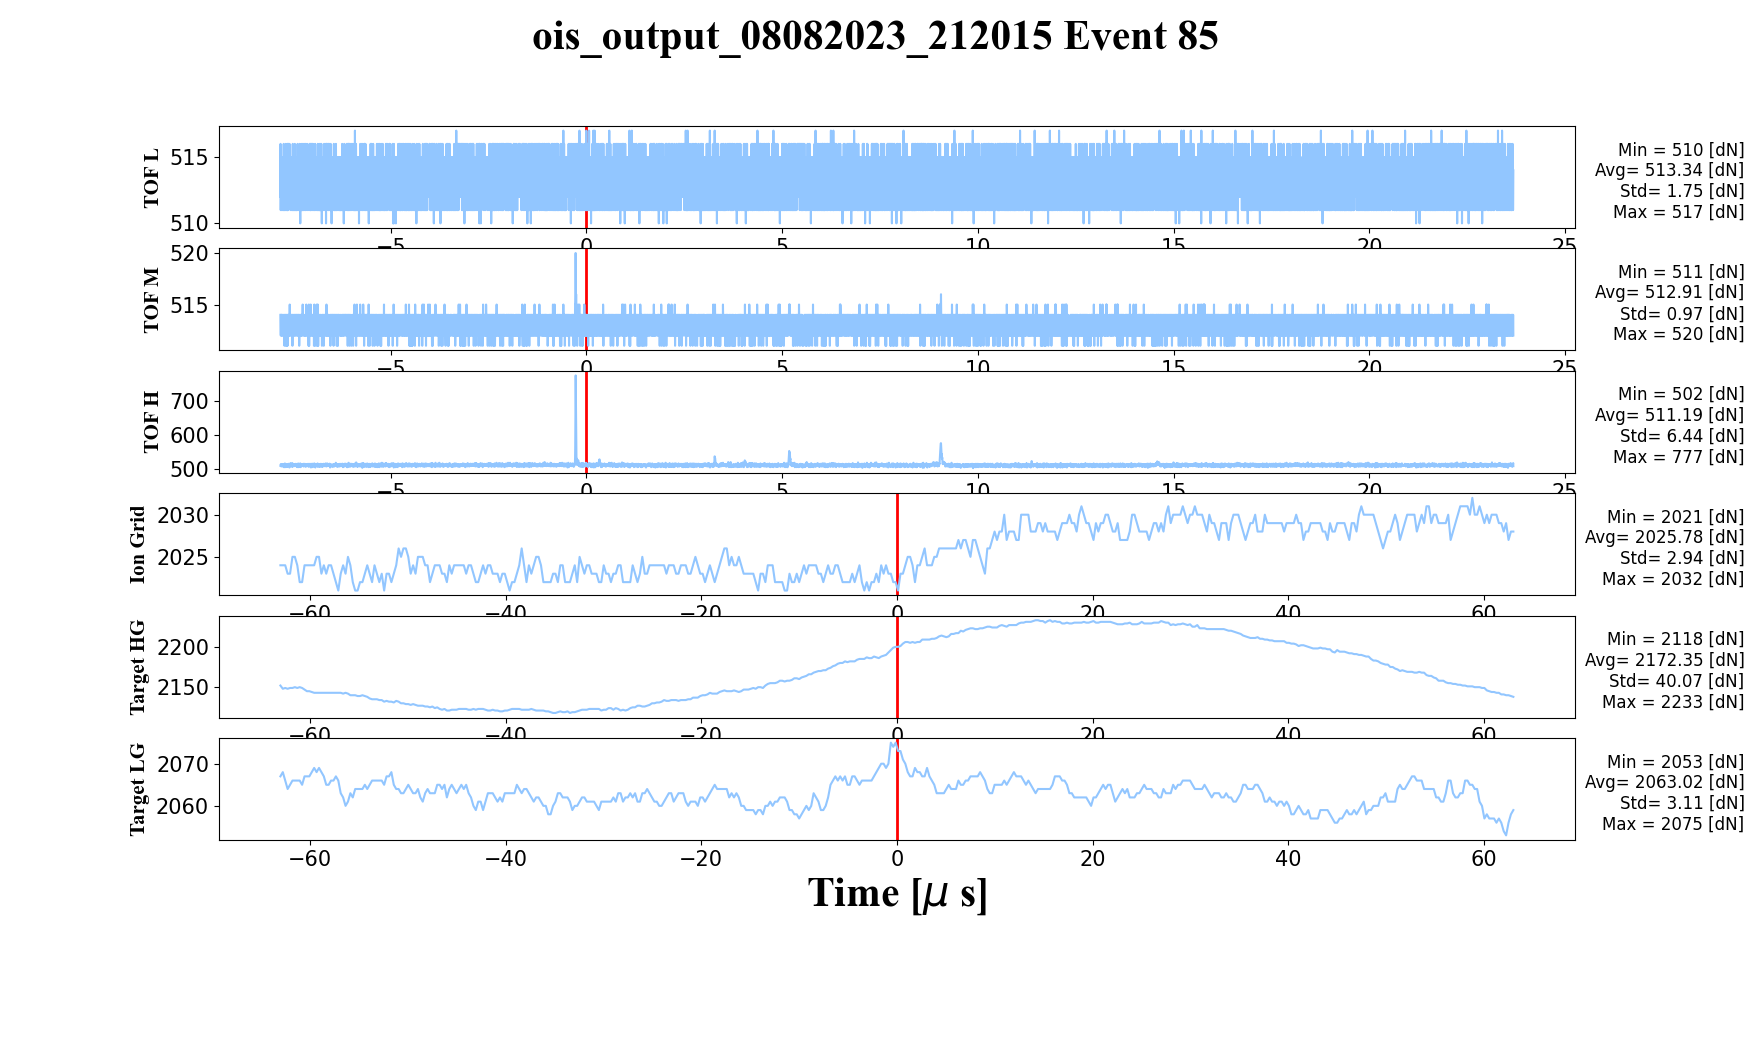 ois_output_08082023_212015 Event 85
TOF L
515
510
Min = 510 [dN]
Avg= 513.34 [dN]
Std= 1.75 [dN]
Max = 517 [dN]
−5 0 5 10 15 20 25
TOF M
520
515
Min = 511 [dN]
Avg= 512.91 [dN]
Std= 0.97 [dN]
Max = 520 [dN]
−5 0 5 10 15 20 25
TOF H
700
600
500
Min = 502 [dN]
Avg= 511.19 [dN]
Std= 6.44 [dN]
Max = 777 [dN]
−5 0 5 10 15 20 25
Ion Grid
2030
2025
Min = 2021 [dN]
Avg= 2025.78 [dN]
Std= 2.94 [dN]
Max = 2032 [dN]
−60 −40 −20 0 20 40 60
Target HG
2200
2150
Min = 2118 [dN]
Avg= 2172.35 [dN]
Std= 40.07 [dN]
Max = 2233 [dN]
−60 −40 −20 0 20 40 60
Target LG
2070
2060
Min = 2053 [dN]
Avg= 2063.02 [dN]
Std= 3.11 [dN]
Max = 2075 [dN]
−60 −40 −20 0 20 40 60
Time [μ s]